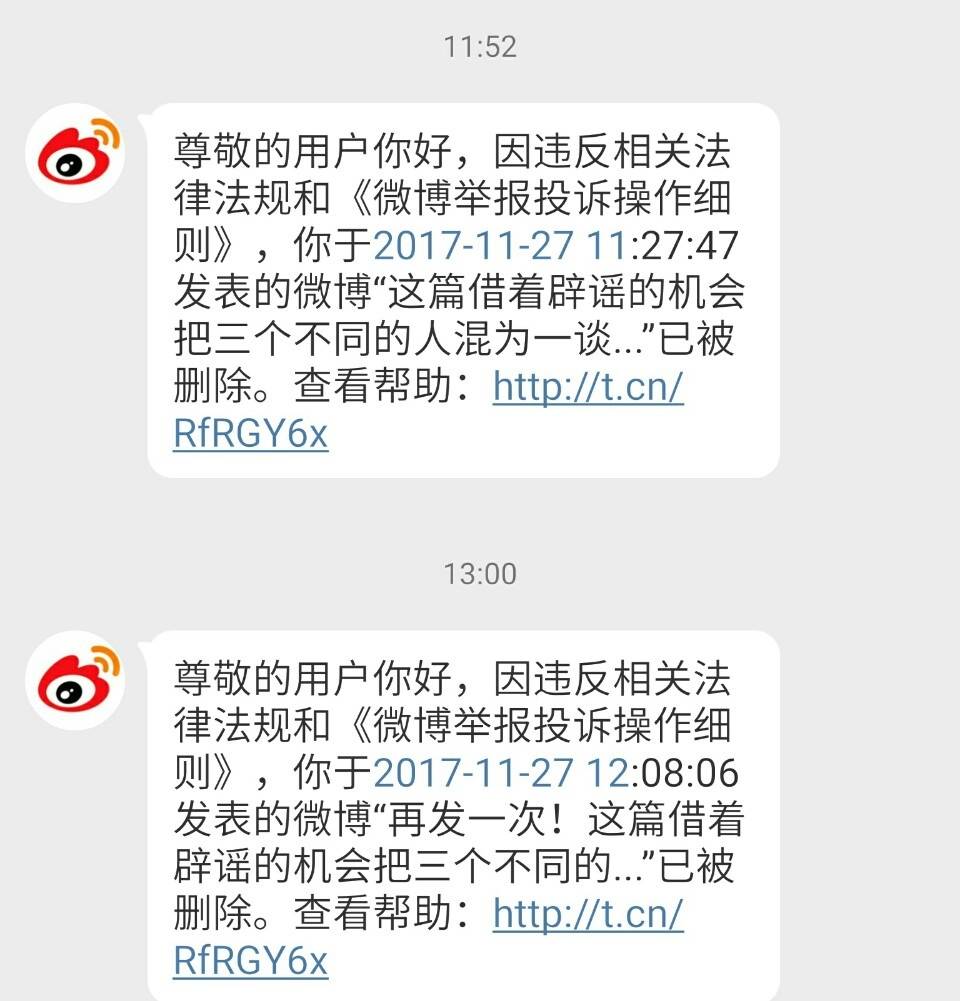 11:52
尊敬的用户你好，因违反相关法
律法规和《微博举报投诉操作细
则》，你于2017-11-27 11:27:47
发表的微博“这篇借着辟谣的机会
把三个不同的人混为一谈...”已被
删除。查看帮助：http://t.cn/
RfRGY6x
13:00
尊敬的用户你好，因违反相关法
律法规和《微博举报投诉操作细
则》，你于2017-11-27 12:08:06
发表的微博“再发一次！这篇借着
辟谣的机会把三个不同的...”已被
删除。查看帮助：http://t.cn/
RfRGY6x